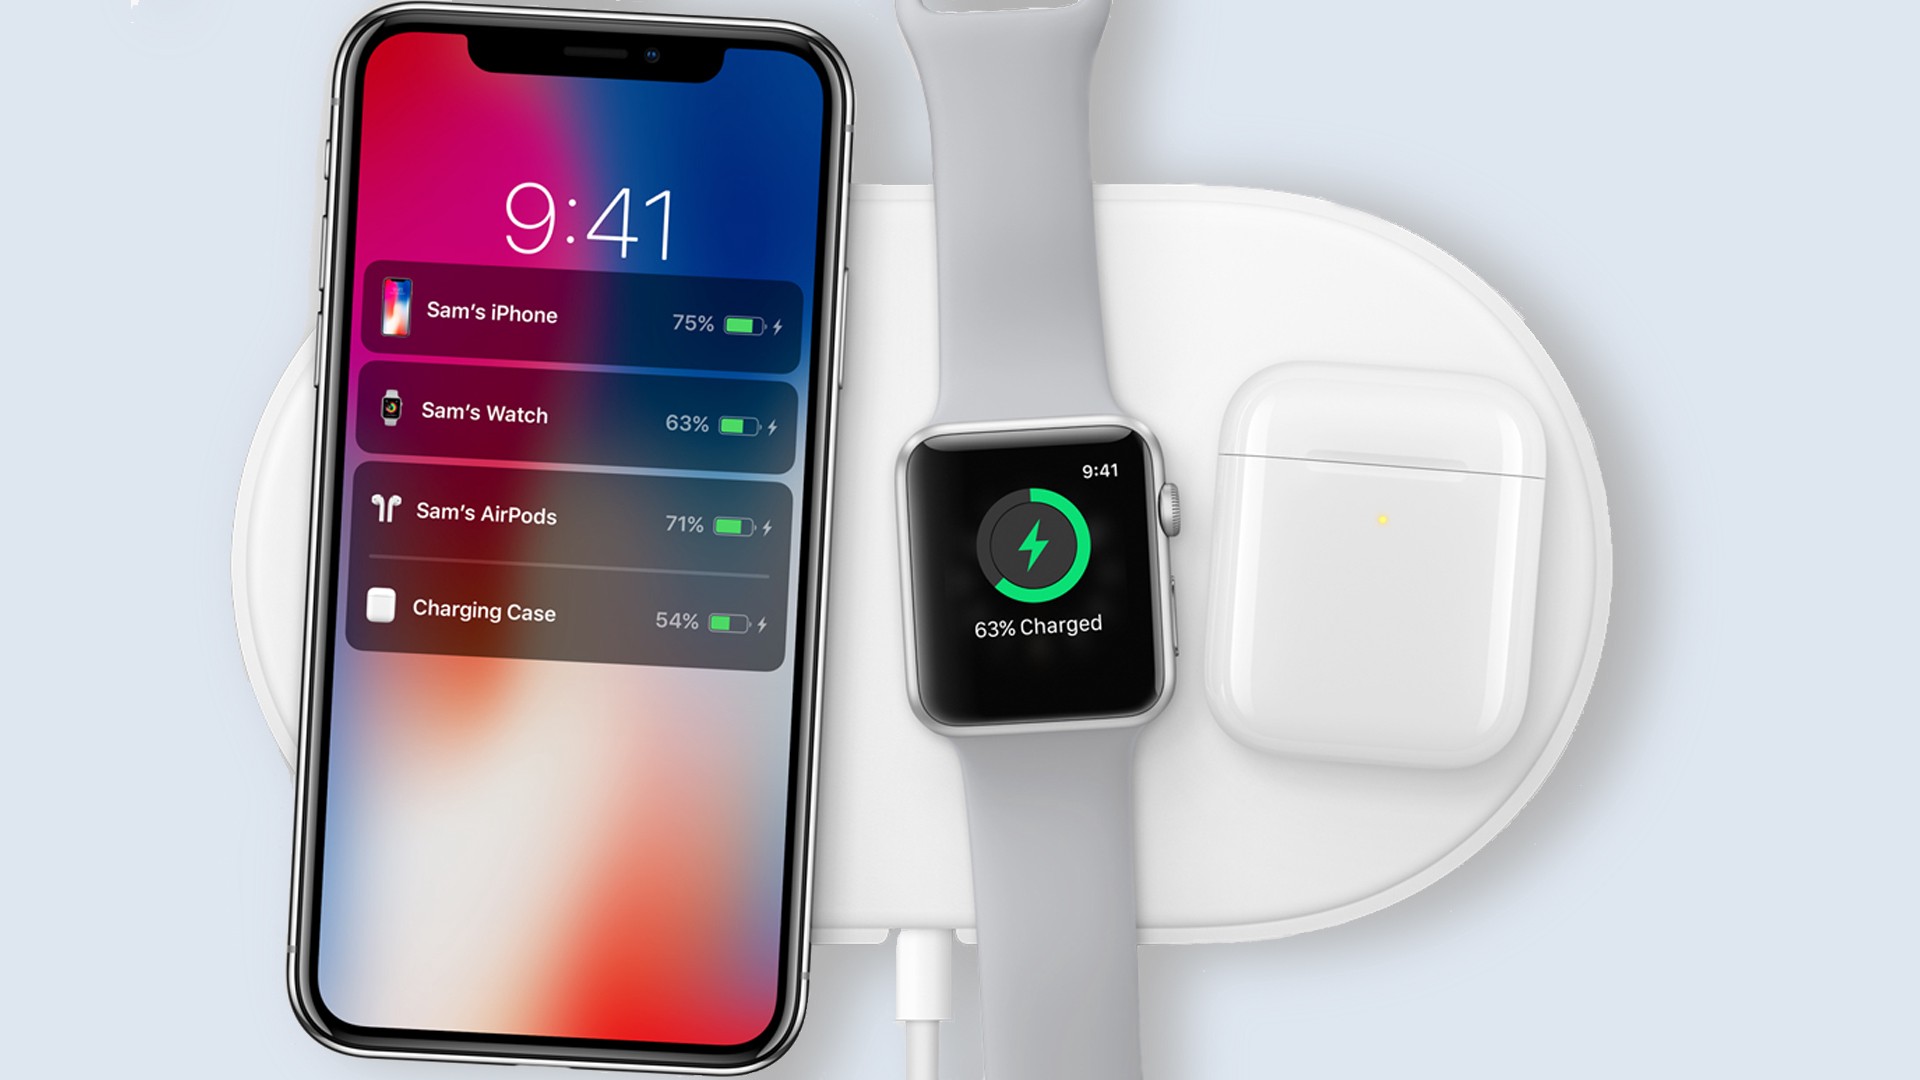 9:41
Sam's iPhone 75%
Sam's Watch 63%
Sam's AirPods 71%
Charging Case 54%
9:41
63% Charged